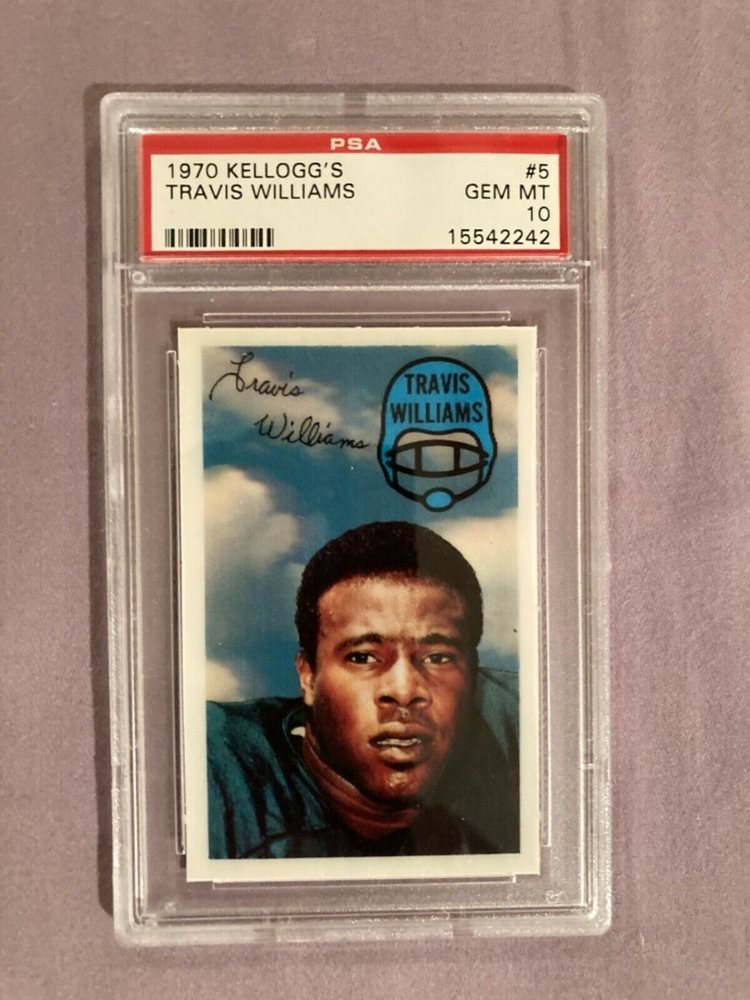 PSA
1970 KELLOGG'S #5
TRAVIS WILLIAMS GEM MT
10
15542242
Travis
Williams
TRAVIS
WILLIAMS